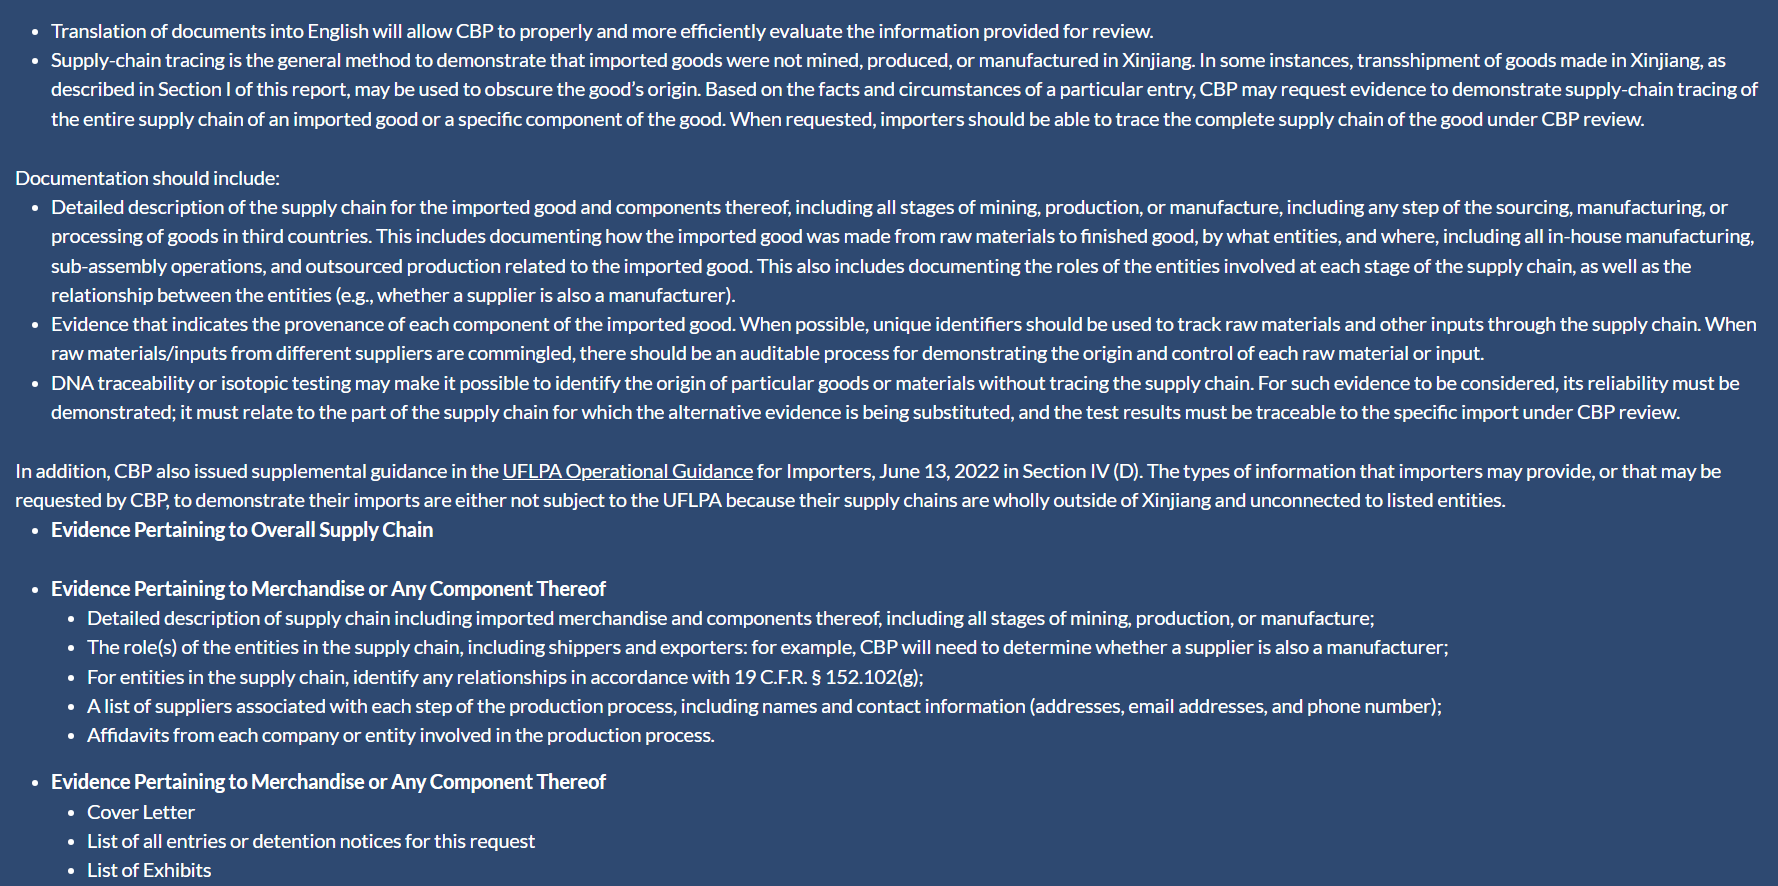 • Translation of documents into English will allow CBP to properly and more efficiently evaluate the information provided for review.
• Supply-chain tracing is the general method to demonstrate that imported goods were not mined, produced, or manufactured in Xinjiang. In some instances, transshipment of goods made in Xinjiang, as
described in Section I of this report, may be used to obscure the good’s origin. Based on the facts and circumstances of a particular entry, CBP may request evidence to demonstrate supply-chain tracing of
the entire supply chain of an imported good or a specific component of the good. When requested, importers should be able to trace the complete supply chain of the good under CBP review.
Documentation should include:
• Detailed description of the supply chain for the imported good and components thereof, including all stages of mining, production, or manufacture, including any step of the sourcing, manufacturing, or
processing of goods in third countries. This includes documenting how the imported good was made from raw materials to finished good, by what entities, and where, including all in-house manufacturing,
sub-assembly operations, and outsourced production related to the imported good. This also includes documenting the roles of the entities involved at each stage of the supply chain, as well as the
relationship between the entities (e.g., whether a supplier is also a manufacturer).
• Evidence that indicates the provenance of each component of the imported good. When possible, unique identifiers should be used to track raw materials and other inputs through the supply chain. When
raw materials/inputs from different suppliers are commingled, there should be an auditable process for demonstrating the origin and control of each raw material or input.
• DNA traceability or isotopic testing may make it possible to identify the origin of particular goods or materials without tracing the supply chain. For such evidence to be considered, its reliability must be
demonstrated; it must relate to the part of the supply chain for which the alternative evidence is being substituted, and the test results must be traceable to the specific import under CBP review.
In addition, CBP also issued supplemental guidance in the UFLPA Operational Guidance for Importers, June 13, 2022 in Section IV (D). The types of information that importers may provide, or that may be
requested by CBP, to demonstrate their imports are either not subject to the UFLPA because their supply chains are wholly outside of Xinjiang and unconnected to listed entities.
• Evidence Pertaining to Overall Supply Chain
• Evidence Pertaining to Merchandise or Any Component Thereof
• Detailed description of supply chain including imported merchandise and components thereof, including all stages of mining, production, or manufacture;
• The role(s) of the entities in the supply chain, including shippers and exporters: for example, CBP will need to determine whether a supplier is also a manufacturer;
• For entities in the supply chain, identify any relationships in accordance with 19 C.F.R. § 152.102(g);
• A list of suppliers associated with each step of the production process, including names and contact information (addresses, email addresses, and phone number);
• Affidavits from each company or entity involved in the production process.
• Evidence Pertaining to Merchandise or Any Component Thereof
• Cover Letter
• List of all entries or detention notices for this request
• List of Exhibits